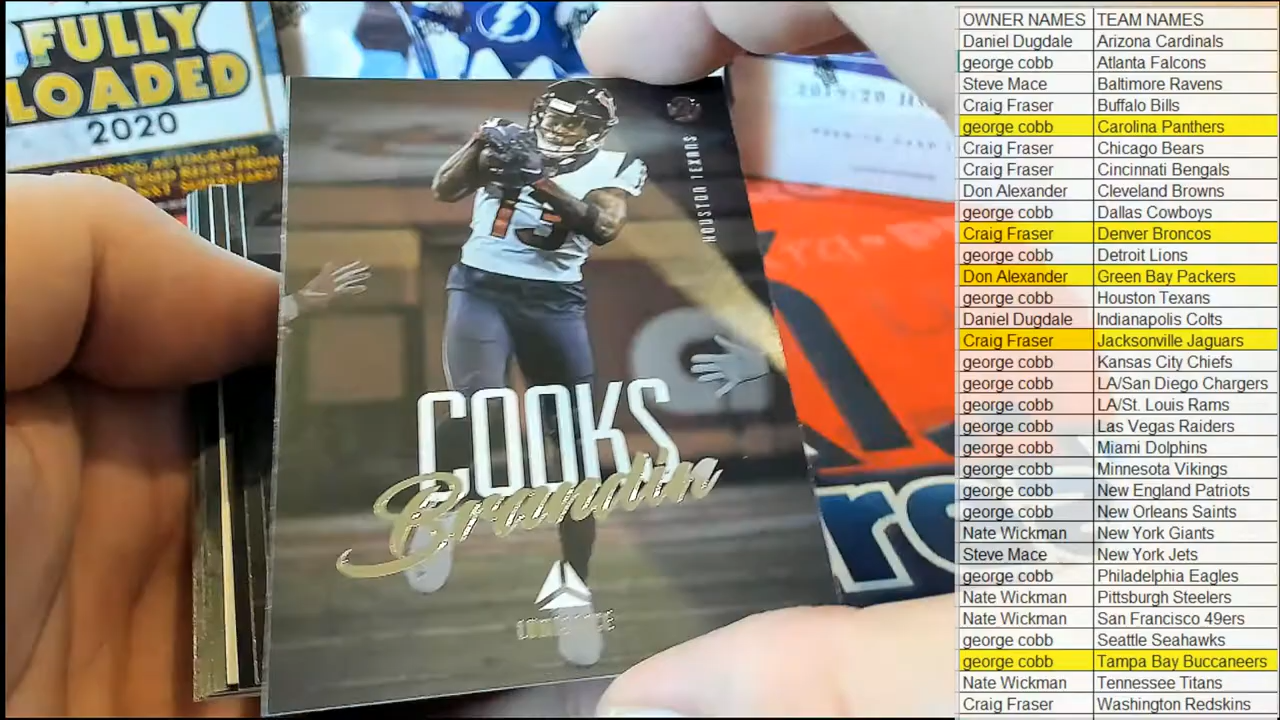 FULLY
LOADED
2020
HOUSTON TEXANS
13
COOKS
Brandin
LUMINANCE
OWNER NAMES TEAM NAMES
Daniel Dugdale Arizona Cardinals
george cobb Atlanta Falcons
Steve Mace Baltimore Ravens
Craig Fraser Buffalo Bills
george cobb Carolina Panthers
Craig Fraser Chicago Bears
Craig Fraser Cincinnati Bengals
Don Alexander Cleveland Browns
george cobb Dallas Cowboys
Craig Fraser Denver Broncos
george cobb Detroit Lions
Don Alexander Green Bay Packers
george cobb Houston Texans
Daniel Dugdale Indianapolis Colts
Craig Fraser Jacksonville Jaguars
george cobb Kansas City Chiefs
george cobb LA/San Diego Chargers
george cobb LA/St. Louis Rams
george cobb Las Vegas Raiders
george cobb Miami Dolphins
george cobb Minnesota Vikings
george cobb New England Patriots
george cobb New Orleans Saints
Nate Wickman New York Giants
Steve Mace New York Jets
george cobb Philadelphia Eagles
Nate Wickman Pittsburgh Steelers
Nate Wickman San Francisco 49ers
george cobb Seattle Seahawks
george cobb Tampa Bay Buccaneers
Nate Wickman Tennessee Titans
Craig Fraser Washington Redskins